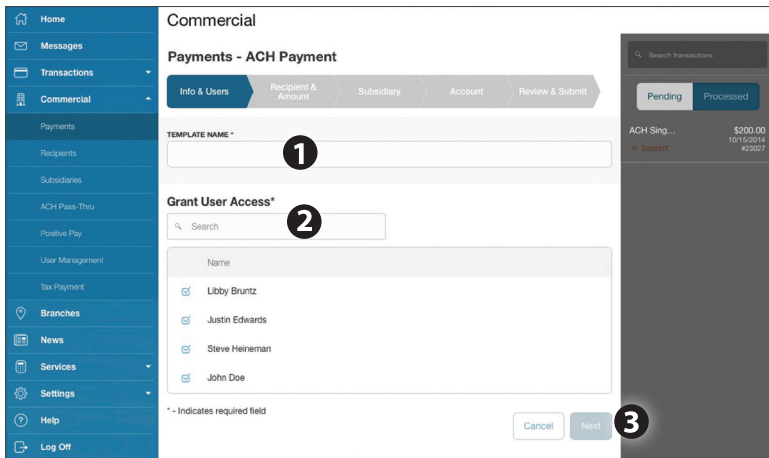 Home
Messages
Transactions
Commercial
Payments
Recipients
Subsidiaries
ACH Pass-Thru
Positive Pay
User Management
Tax Payment
Branches
News
Services
Settings
Help
Log Off
Commercial
Payments - ACH Payment
Info & Users
Recipient &
Amount
Subsidiary
Account
Review & Submit
TEMPLATE NAME *
1
Grant User Access*
2
Search
Name
Libby Bruntz
Justin Edwards
Steve Heineman
John Doe
* - Indicates required field
Cancel
Next
3
Search transactions
Pending
Processed
ACH Sing... $200.00
10/15/2014
Suspect #23027